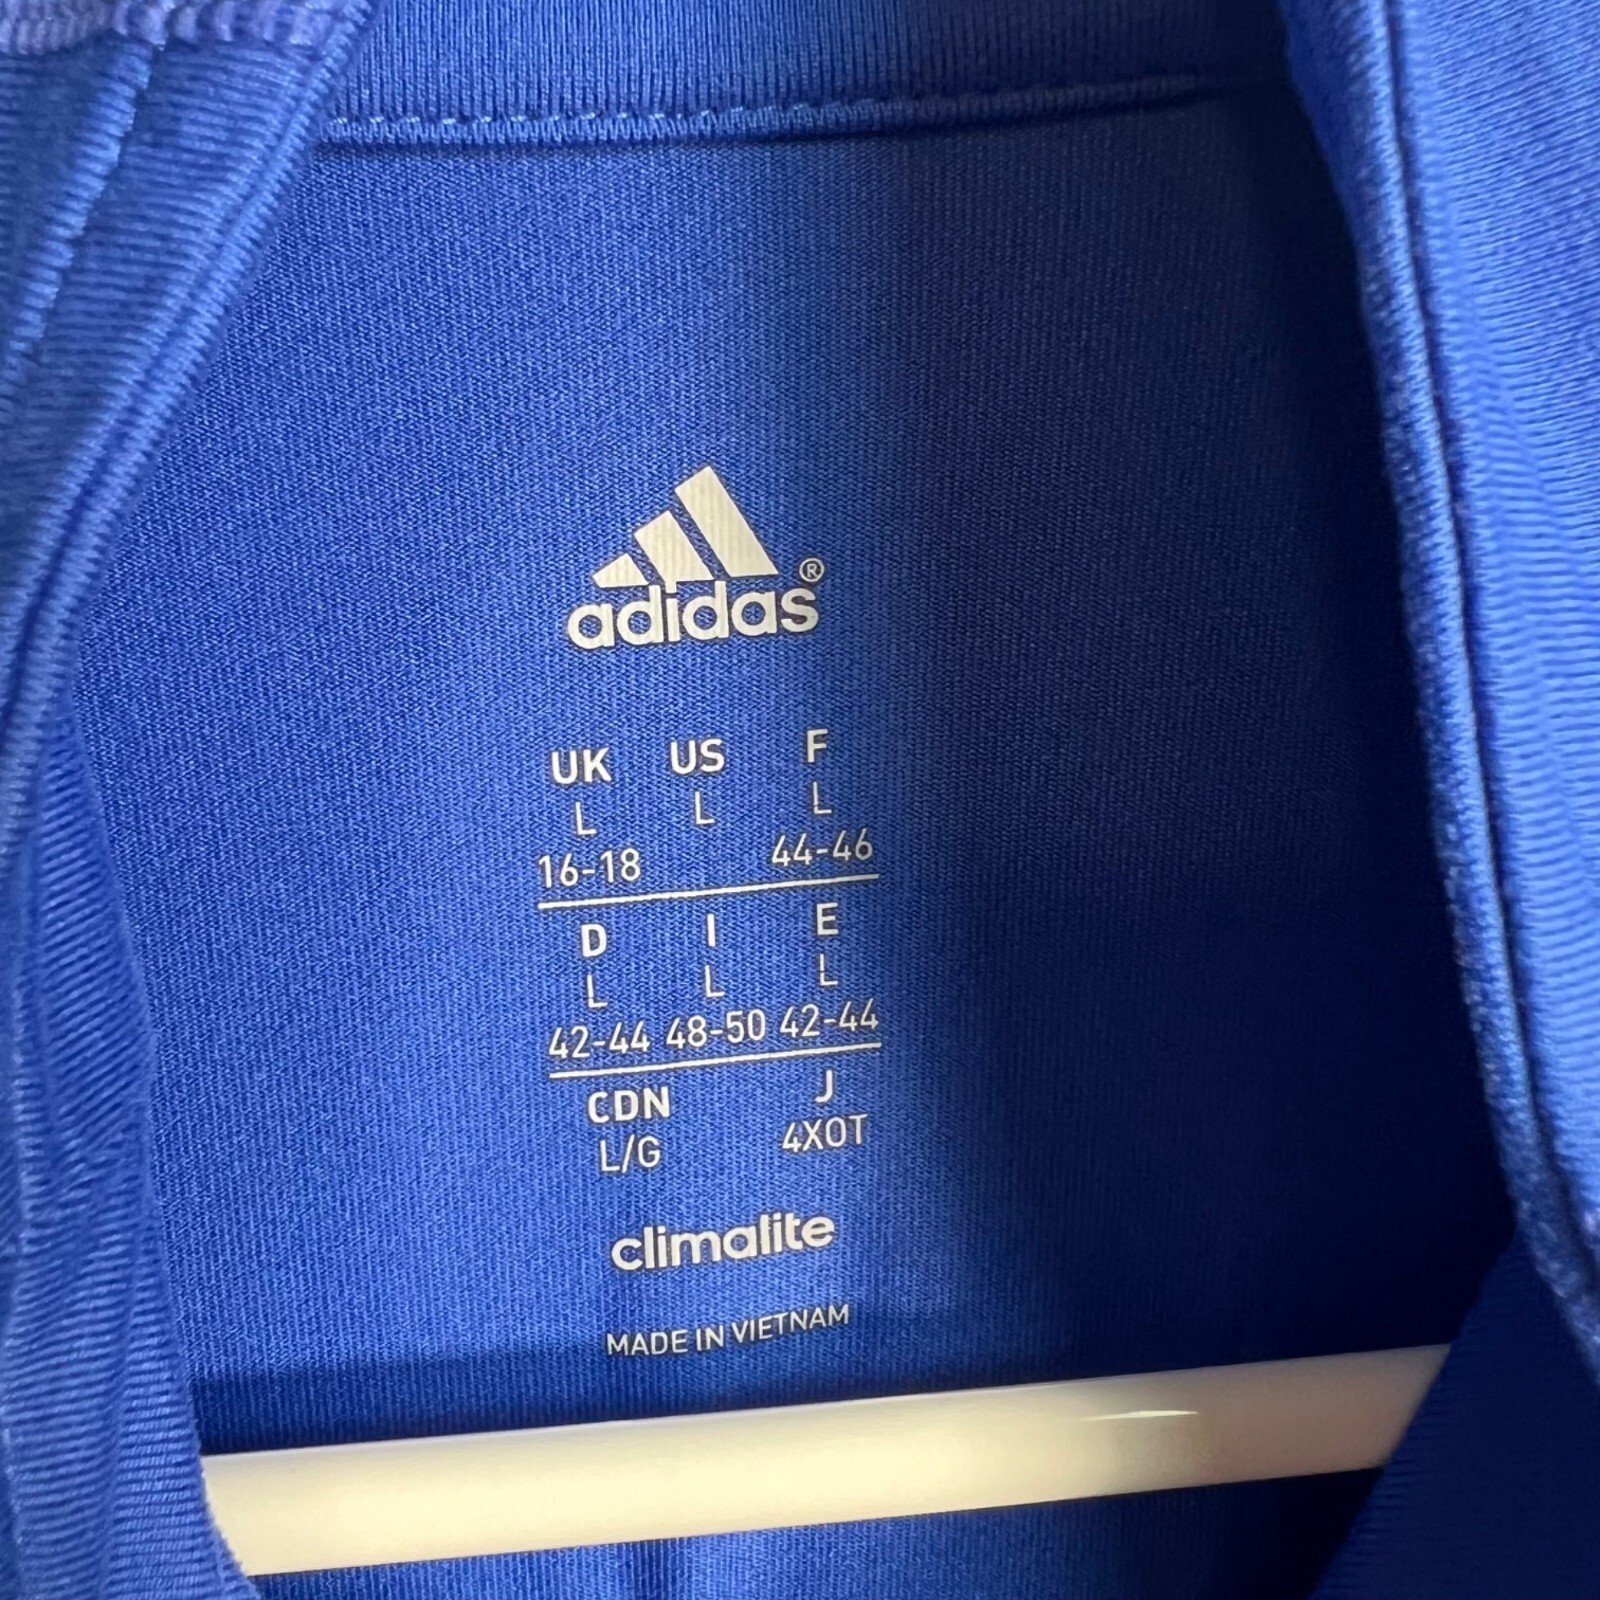 adidas®
UK US F
L L L
16-18 44-46
D I E
L L L
42-44 48-50 42-44
CDN J
L/G 4XOT
climalite
MADE IN VIETNAM